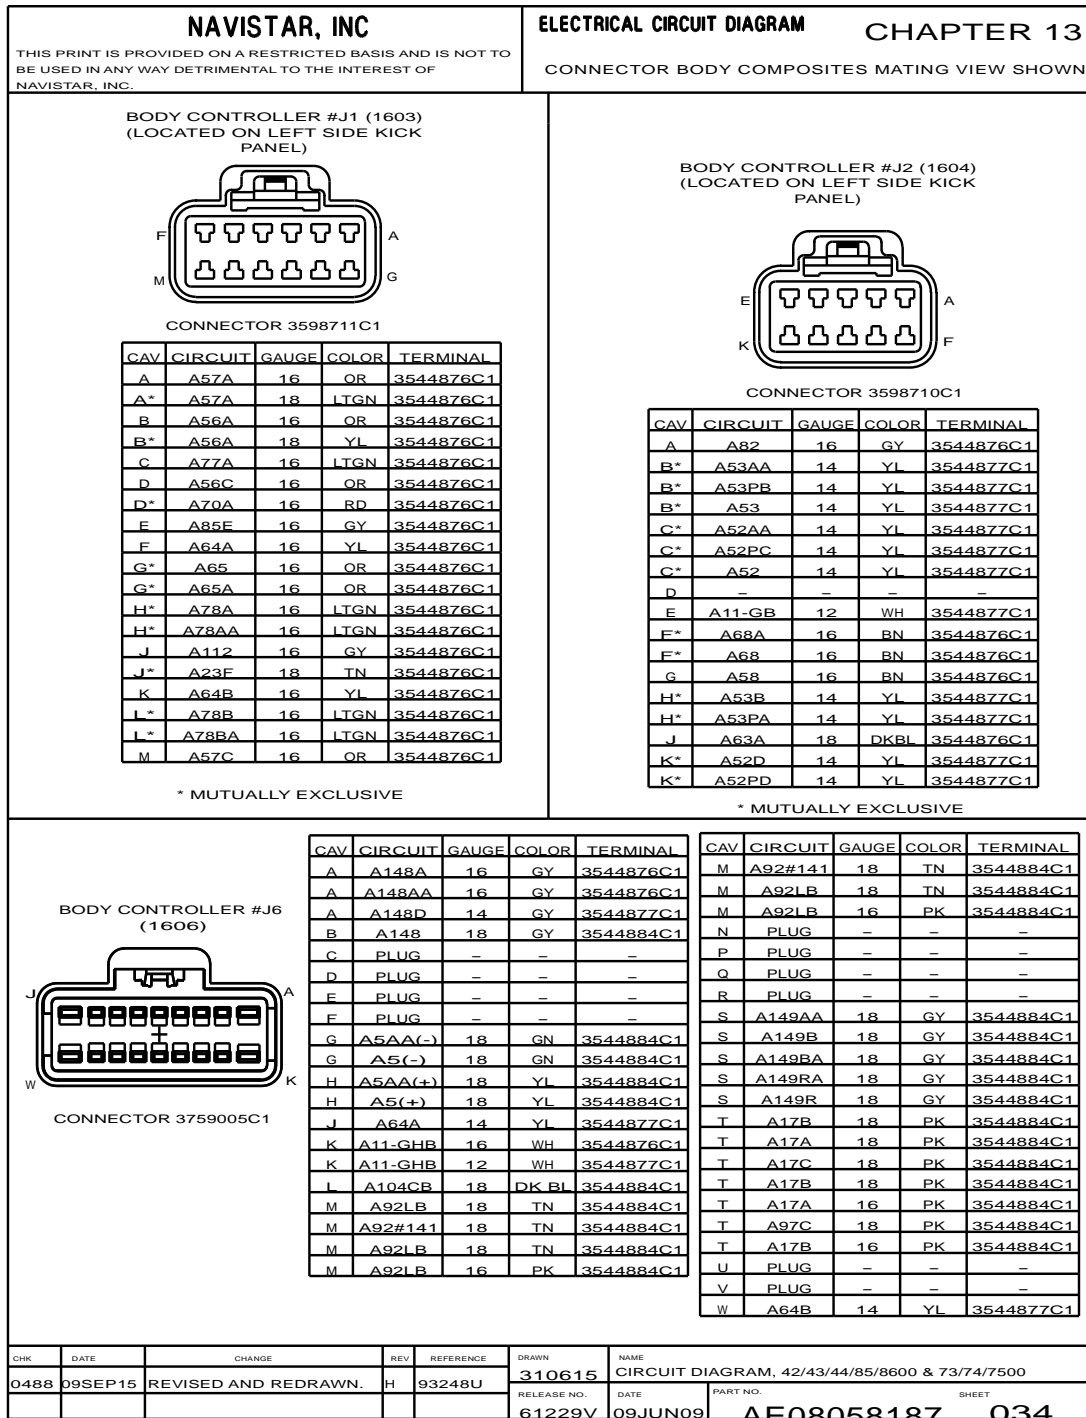 NAVISTAR, INC
THIS PRINT IS PROVIDED ON A RESTRICTED BASIS AND IS NOT TO
BE USED IN ANY WAY DETRIMENTAL TO THE INTEREST OF
NAVISTAR, INC.
ELECTRICAL CIRCUIT DIAGRAM
CHAPTER 13
CONNECTOR BODY COMPOSITES MATING VIEW SHOWN
BODY CONTROLLER #J1 (1603)
(LOCATED ON LEFT SIDE KICK
PANEL)
F
A
M
G
CONNECTOR 3598711C1
CAV CIRCUIT GAUGE COLOR TERMINAL
A A57A 16 OR 3544876C1
A* A57A 18 LTGN 3544876C1
B A56A 16 OR 3544876C1
B* A56A 18 YL 3544876C1
C A77A 16 LTGN 3544876C1
D A56C 16 OR 3544876C1
D* A70A 16 RD 3544876C1
E A85E 16 GY 3544876C1
F A64A 16 YL 3544876C1
G* A65 16 OR 3544876C1
G* A65A 16 OR 3544876C1
H* A78A 16 LTGN 3544876C1
H* A78AA 16 LTGN 3544876C1
J A112 16 GY 3544876C1
J* A23F 18 TN 3544876C1
K A64B 16 YL 3544876C1
L* A78B 16 LTGN 3544876C1
L* A78BA 16 LTGN 3544876C1
M A57C 16 OR 3544876C1
* MUTUALLY EXCLUSIVE
BODY CONTROLLER #J2 (1604)
(LOCATED ON LEFT SIDE KICK
PANEL)
E
A
K
F
CONNECTOR 3598710C1
CAV CIRCUIT GAUGE COLOR TERMINAL
A A82 16 GY 3544876C1
B* A53AA 14 YL 3544877C1
B* A53PB 14 YL 3544877C1
B* A53 14 YL 3544877C1
C* A52AA 14 YL 3544877C1
C* A52PC 14 YL 3544877C1
C* A52 14 YL 3544877C1
D – – – –
E A11-GB 12 WH 3544877C1
F* A68A 16 BN 3544876C1
F* A68 16 BN 3544876C1
G A58 16 BN 3544876C1
H* A53B 14 YL 3544877C1
H* A53PA 14 YL 3544877C1
J A63A 18 DKBL 3544876C1
K* A52D 14 YL 3544877C1
K* A52PD 14 YL 3544877C1
* MUTUALLY EXCLUSIVE
BODY CONTROLLER #J6
(1606)
J
A
W
K
CONNECTOR 3759005C1
CAV CIRCUIT GAUGE COLOR TERMINAL
A A148A 16 GY 3544876C1
A A148AA 16 GY 3544876C1
A A148D 14 GY 3544877C1
B A148 18 GY 3544884C1
C PLUG – – –
D PLUG – – –
E PLUG – – –
F PLUG – – –
G A5AA(-) 18 GN 3544884C1
G A5(-) 18 GN 3544884C1
H A5AA(+) 18 YL 3544884C1
H A5(+) 18 YL 3544884C1
J A64A 14 YL 3544877C1
K A11-GHB 16 WH 3544876C1
K A11-GHB 12 WH 3544877C1
L A104CB 18 DK BL 3544884C1
M A92LB 18 TN 3544884C1
M A92#141 18 TN 3544884C1
M A92LB 18 TN 3544884C1
M A92LB 16 PK 3544884C1
CAV CIRCUIT GAUGE COLOR TERMINAL
M A92#141 18 TN 3544884C1
M A92LB 18 TN 3544884C1
M A92LB 16 PK 3544884C1
N PLUG – – –
P PLUG – – –
Q PLUG – – –
R PLUG – – –
S A149AA 18 GY 3544884C1
S A149B 18 GY 3544884C1
S A149BA 18 GY 3544884C1
S A149RA 18 GY 3544884C1
S A149R 18 GY 3544884C1
T A17B 18 PK 3544884C1
T A17A 18 PK 3544884C1
T A17C 18 PK 3544884C1
T A17B 18 PK 3544884C1
T A17A 16 PK 3544884C1
T A97C 18 PK 3544884C1
T A17B 16 PK 3544884C1
U PLUG – – –
V PLUG – – –
W A64B 14 YL 3544877C1
CHK DATE CHANGE REV REFERENCE
0488 09SEP15 REVISED AND REDRAWN. H 93248U
DRAWN
310615
NAME
CIRCUIT DIAGRAM, 42/43/44/85/8600 & 73/74/7500
RELEASE NO.
61229V
DATE
09JUN09
PART NO.
AE08058187
SHEET
034